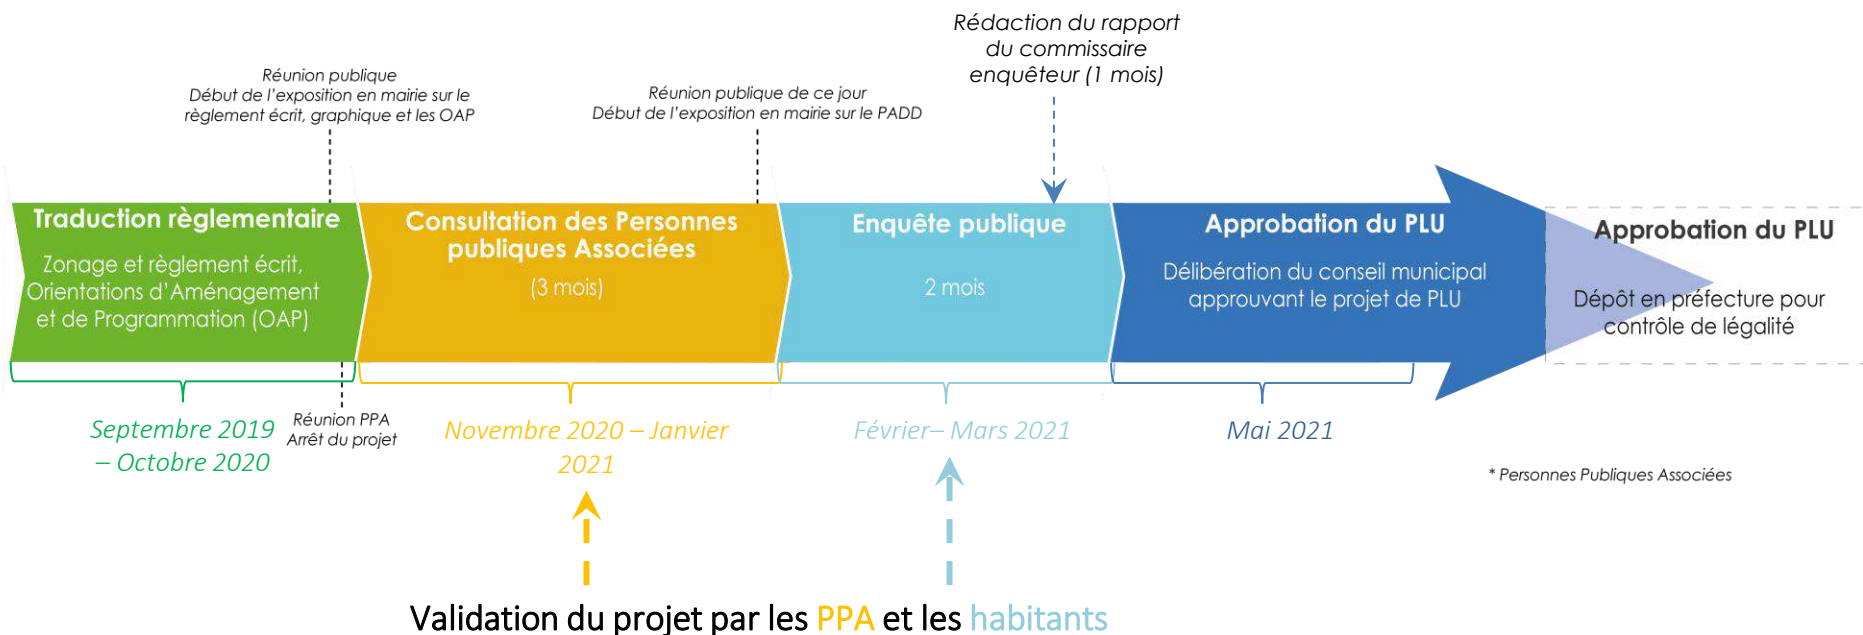 Rédaction du rapport
du commissaire
enquêteur (1 mois)
Réunion publique
Début de l'exposition en mairie sur le
règlement écrit, graphique et les OAP
Réunion publique de ce jour
Début de l'exposition en mairie sur le PADD
Traduction règlementaire
Zonage et règlement écrit,
Orientations d'Aménagement
et de Programmation (OAP)
Consultation des Personnes
publiques Associées
(3 mois)
Enquête publique
2 mois
Approbation du PLU
Délibération du conseil municipal
approuvant le projet de PLU
Approbation du PLU
Dépôt en préfecture pour
contrôle de légalité
Septembre 2019
– Octobre 2020
Réunion PPA
Arrêt du projet
Novembre 2020 – Janvier
2021
Février– Mars 2021
Mai 2021
* Personnes Publiques Associées
Validation du projet par les PPA et les habitants